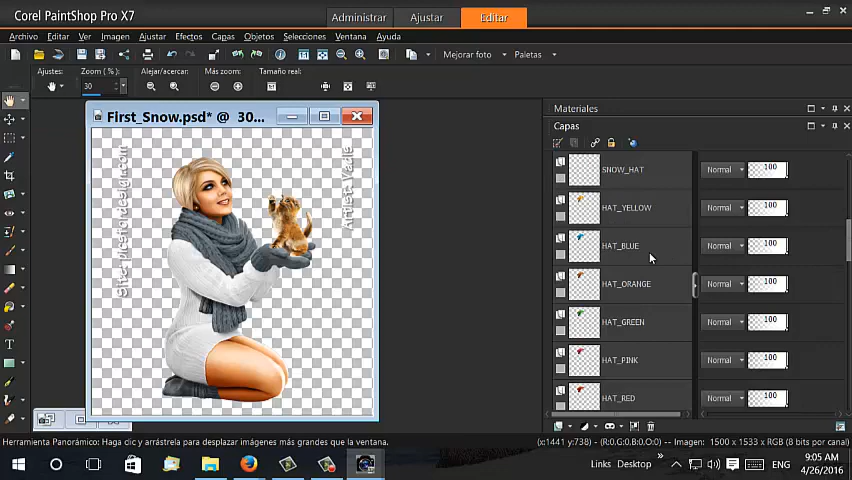 Corel PaintShop Pro X7
Administrar
Ajustar
Editar
Archivo Editar Ver Imagen Ajustar Efectos Capas Objetos Selecciones Ventana Ayuda
Mejorar foto
Paletas
Ajustes: Zoom ( % ): Alejar/acercar: Más zoom: Tamaño real:
30
First_Snow.psd* @ 30...
Artist: Vadis
Materiales
Capas
SNOW_HAT Normal 100
HAT_YELLOW Normal 100
HAT_BLUE Normal 100
HAT_ORANGE Normal 100
HAT_GREEN Normal 100
HAT_PINK Normal 100
HAT_RED Normal 100
Herramienta Panorámico: Haga clic y arrástrela para desplazar imágenes más grandes que la ventana.
(x:1441 y:738) - (R:0,G:0,B:0,O:0) -- Imagen: 1500 x 1533 x RGB (8 bits por canal)
Links Desktop » ENG
9:05 AM
4/26/2016